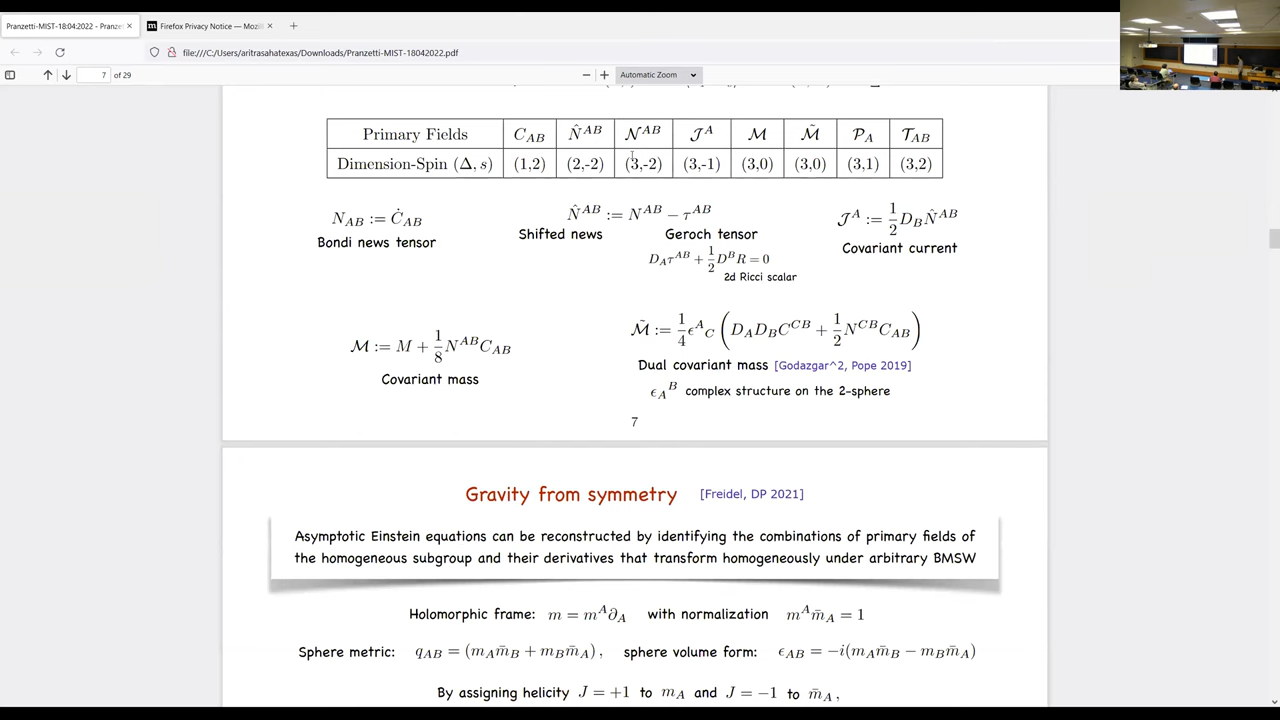 Pranzetti-MIST-18:04:2022 - Pranzet
Firefox Privacy Notice — Mozil
file:///C:/Users/aritrasahatexas/Downloads/Pranzetti-MIST-18042022.pdf
7 of 29
Automatic Zoom
Primary Fields C_{AB} \hat{N}^{AB} 𝒩^{AB} 𝒥^A ℳ \tilde{ℳ} 𝒫_A 𝒯_{AB}
Dimension-Spin (Δ, s) (1,2) (2,-2) (3,-2) (3,-1) (3,0) (3,0) (3,1) (3,2)
N_{AB} := \dot{C}_{AB} \hat{N}^{AB} := N^{AB} − τ^{AB} 𝒥^A := \frac{1}{2} D_B \hat{N}^{AB}
Bondi news tensor Shifted news Geroch tensor Covariant current
D_A τ^{AB} + \frac{1}{2} D^B R = 0
2d Ricci scalar
ℳ := M + \frac{1}{8} N^{AB} C_{AB} \tilde{ℳ} := \frac{1}{4} ϵ^A{}_C ( D_A D_B C^{CB} + \frac{1}{2} N^{CB} C_{AB} )
Covariant mass Dual covariant mass [Godazgar^2, Pope 2019]
ϵ_A{}^B complex structure on the 2-sphere
7
Gravity from symmetry [Freidel, DP 2021]
Asymptotic Einstein equations can be reconstructed by identifying the combinations of primary fields of
the homogeneous subgroup and their derivatives that transform homogeneously under arbitrary BMSW
Holomorphic frame: m = m^A ∂_A with normalization m^A \bar{m}_A = 1
Sphere metric: q_{AB} = (m_A \bar{m}_B + m_B \bar{m}_A) , sphere volume form: ϵ_{AB} = −i(m_A \bar{m}_B − m_B \bar{m}_A)
By assigning helicity J = +1 to m_A and J = −1 to \bar{m}_A ,